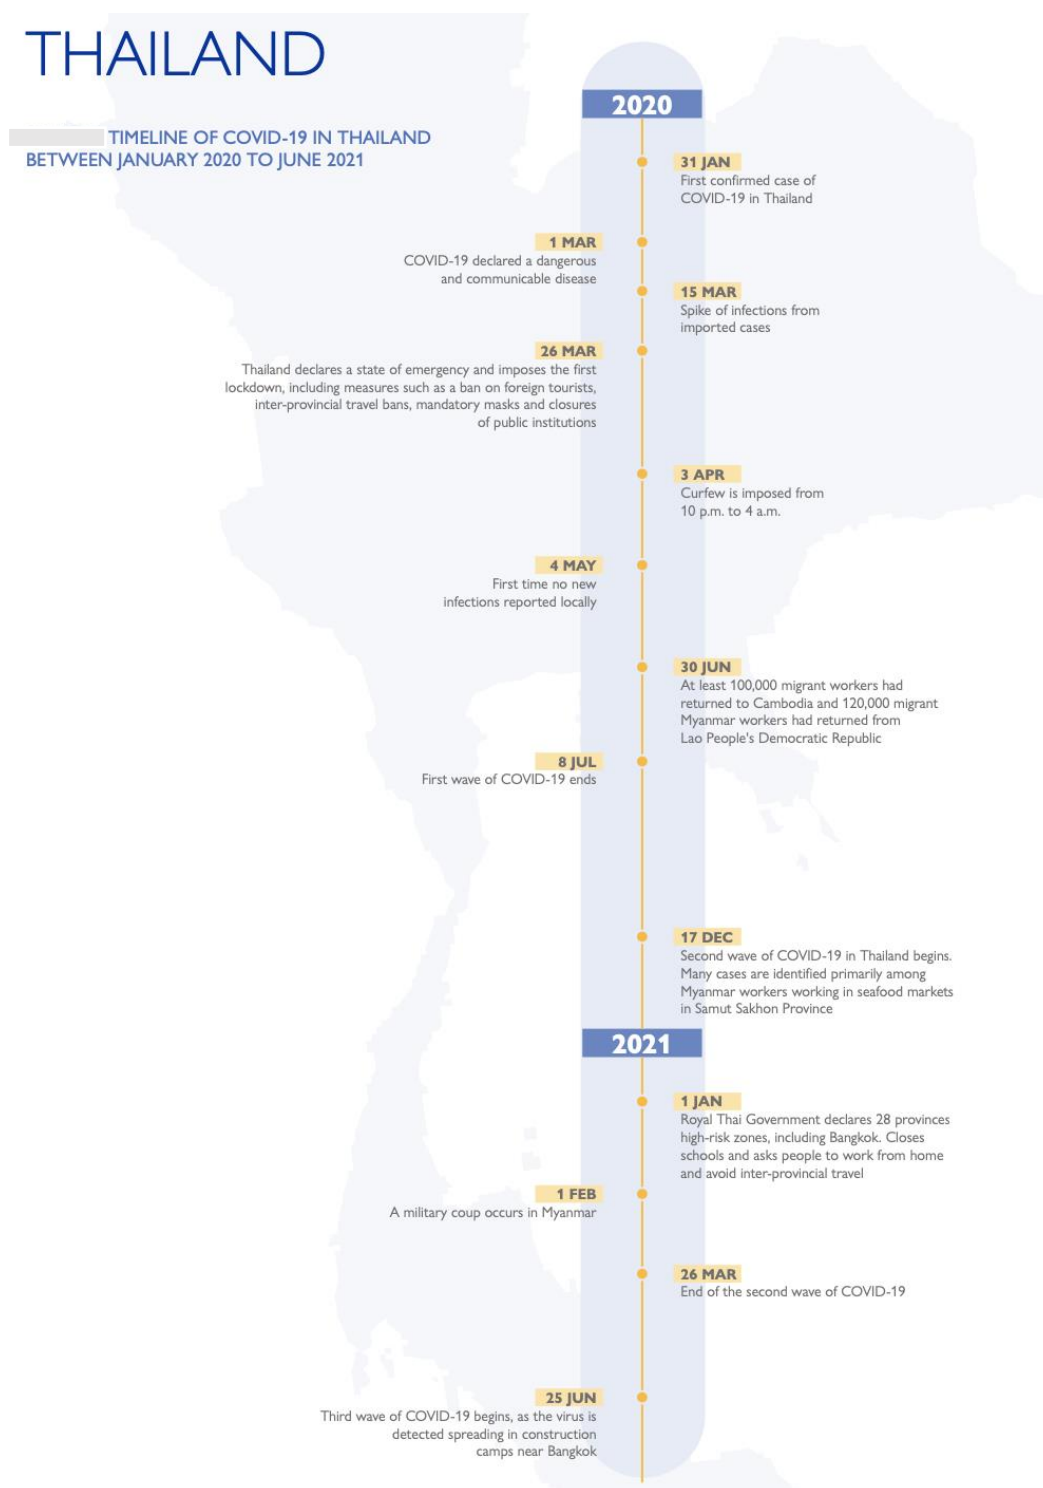 THAILAND
TIMELINE OF COVID-19 IN THAILAND
BETWEEN JANUARY 2020 TO JUNE 2021
2020
31 JAN
First confirmed case of
COVID-19 in Thailand
1 MAR
COVID-19 declared a dangerous
and communicable disease
15 MAR
Spike of infections from
imported cases
26 MAR
Thailand declares a state of emergency and imposes the first
lockdown, including measures such as a ban on foreign tourists,
inter-provincial travel bans, mandatory masks and closures
of public institutions
3 APR
Curfew is imposed from
10 p.m. to 4 a.m.
4 MAY
First time no new
infections reported locally
30 JUN
At least 100,000 migrant workers had
returned to Cambodia and 120,000 migrant
Myanmar workers had returned from
Lao People's Democratic Republic
8 JUL
First wave of COVID-19 ends
17 DEC
Second wave of COVID-19 in Thailand begins.
Many cases are identified primarily among
Myanmar workers working in seafood markets
in Samut Sakhon Province
2021
1 JAN
Royal Thai Government declares 28 provinces
high-risk zones, including Bangkok. Closes
schools and asks people to work from home
and avoid inter-provincial travel
1 FEB
A military coup occurs in Myanmar
26 MAR
End of the second wave of COVID-19
25 JUN
Third wave of COVID-19 begins, as the virus is
detected spreading in construction
camps near Bangkok